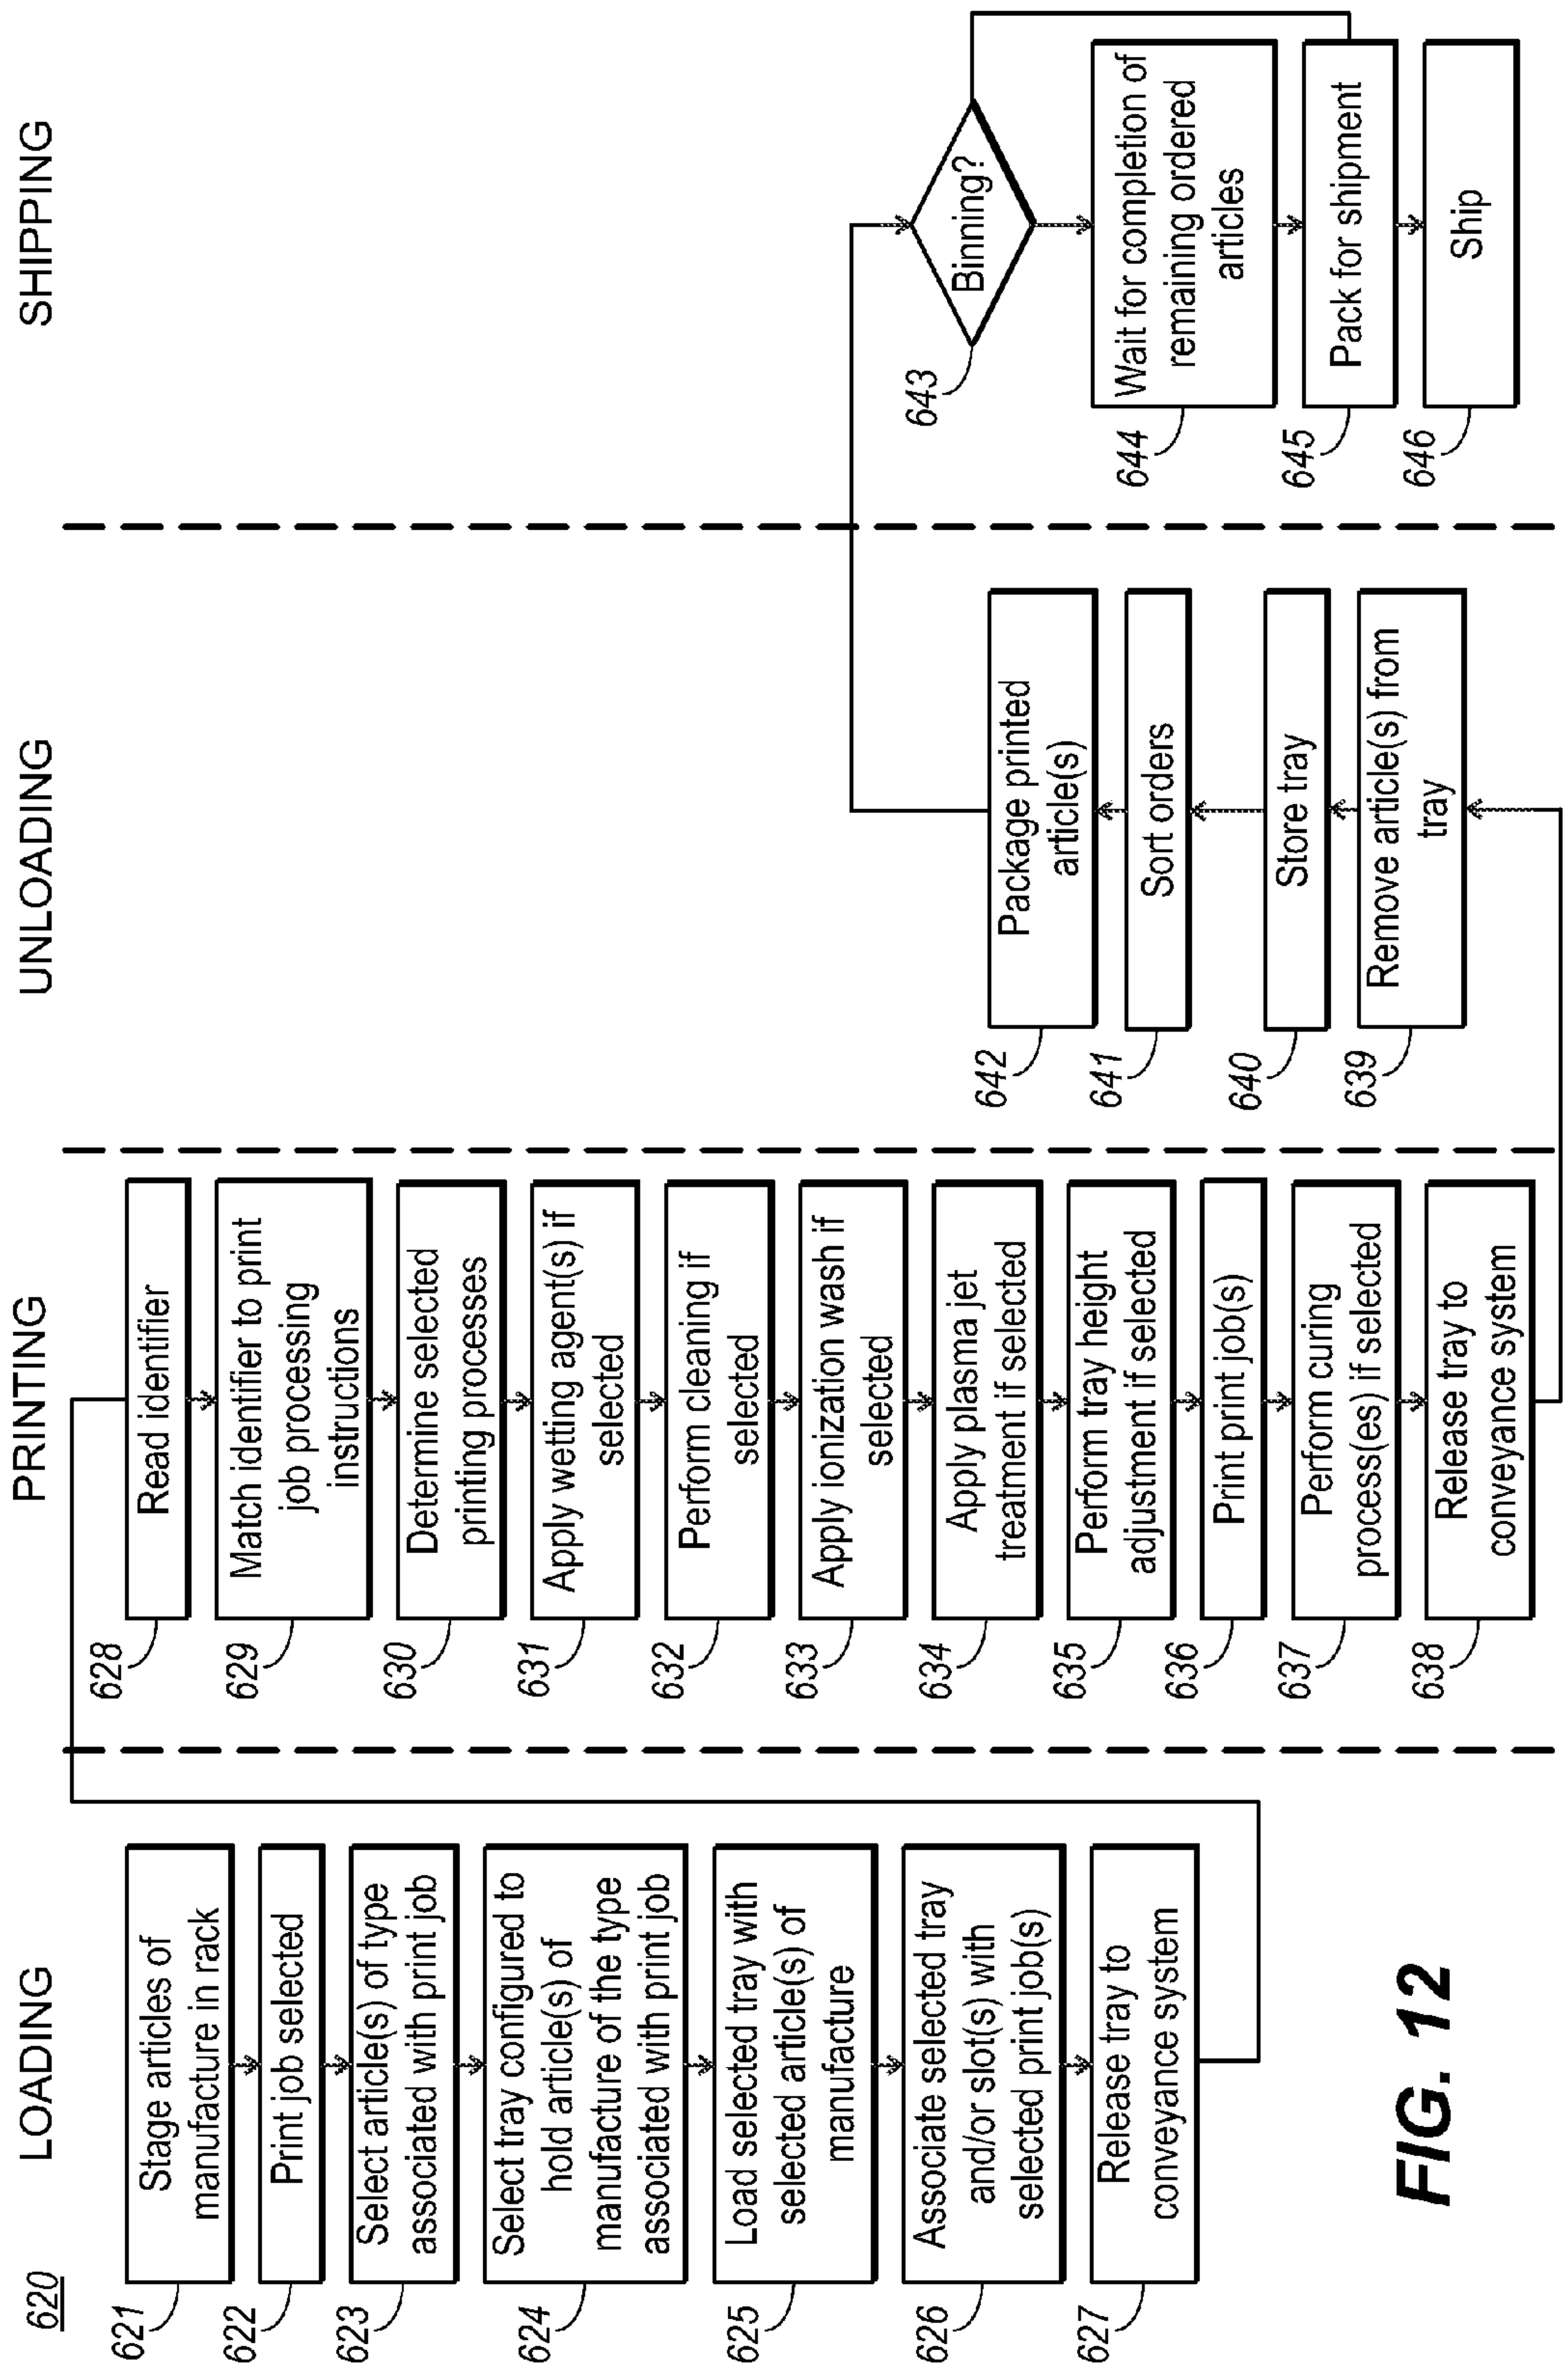 620
LOADING
621
Stage articles of
manufacture in rack
622
Print job selected
623
Select article(s) of type
associated with print job
624
Select tray configured to
hold article(s) of
manufacture of the type
associated with print job
625
Load selected tray with
selected article(s) of
manufacture
626
Associate selected tray
and/or slot(s) with
selected print job(s)
627
Release tray to
conveyance system
PRINTING
628
Read identifier
629
Match identifier to print
job processing
instructions
630
Determine selected
printing processes
631
Apply wetting agent(s) if
selected
632
Perform cleaning if
selected
633
Apply ionization wash if
selected
634
Apply plasma jet
treatment if selected
635
Perform tray height
adjustment if selected
636
Print print job(s)
637
Perform curing
process(es) if selected
638
Release tray to
conveyance system
UNLOADING
642
Package printed
article(s)
641
Sort orders
640
Store tray
639
Remove article(s) from
tray
SHIPPING
643
Binning?
644
Wait for completion of
remaining ordered
articles
645
Pack for shipment
646
Ship
FIG. 12